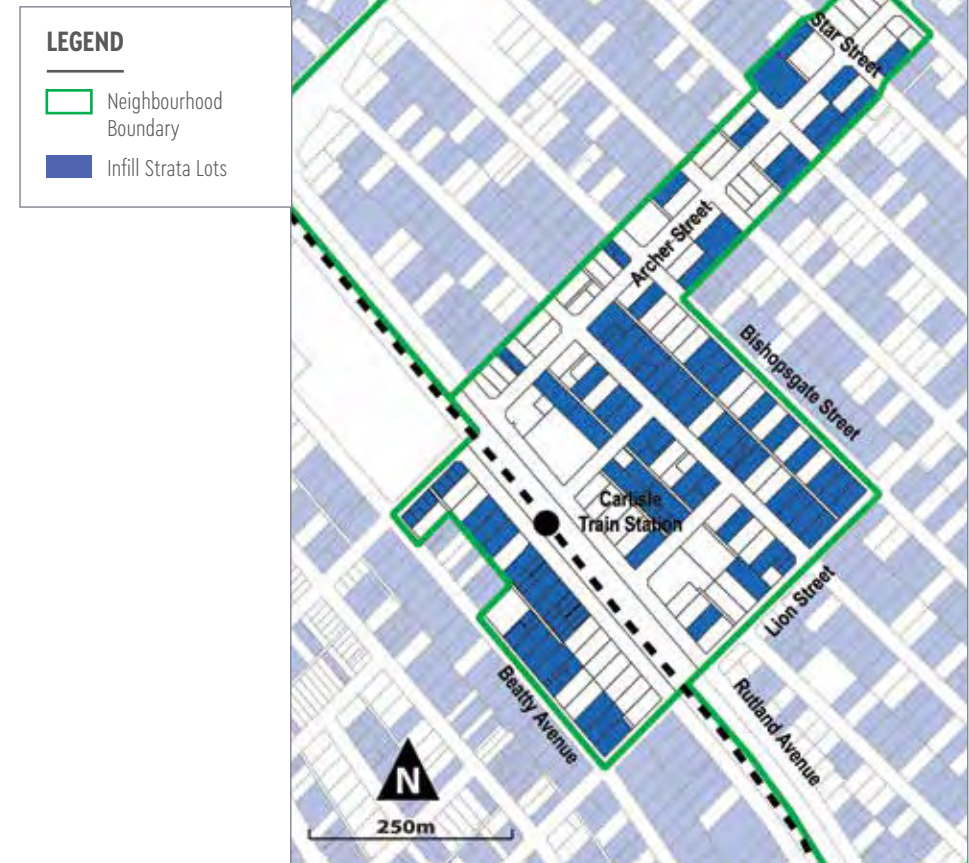 LEGEND
Neighbourhood
Boundary
Infill Strata Lots
Star Street
Archer Street
Bishopsgate Street
Carlisle
Train Station
Lion Street
Beatty Avenue
Rutland Avenue
N
250m